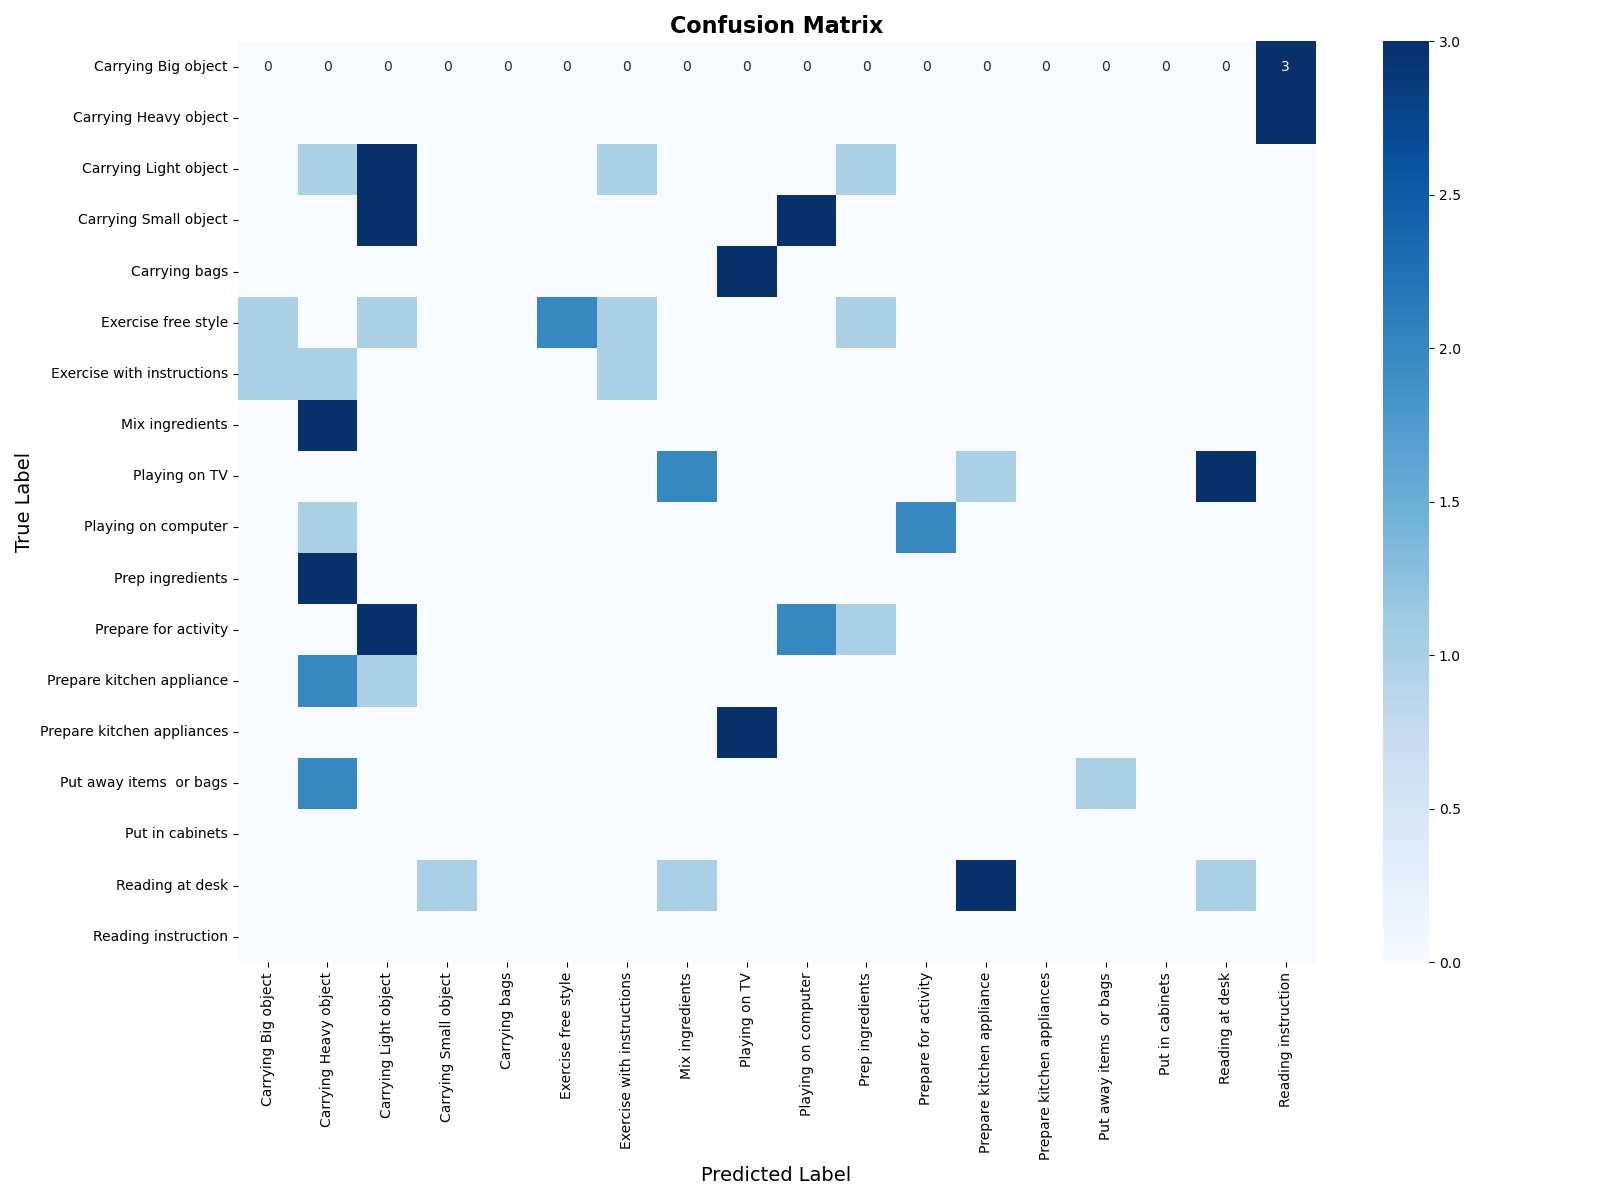 Confusion Matrix
Carrying Big object
0 0 0 0 0 0 0 0 0 0 0 0 0 0 0 0 0 3
Carrying Heavy object
Carrying Light object
Carrying Small object
Carrying bags
Exercise free style
Exercise with instructions
Mix ingredients
Playing on TV
Playing on computer
Prep ingredients
Prepare for activity
Prepare kitchen appliance
Prepare kitchen appliances
Put away items  or bags
Put in cabinets
Reading at desk
Reading instruction
True Label
Carrying Big object
Carrying Heavy object
Carrying Light object
Carrying Small object
Carrying bags
Exercise free style
Exercise with instructions
Mix ingredients
Playing on TV
Playing on computer
Prep ingredients
Prepare for activity
Prepare kitchen appliance
Prepare kitchen appliances
Put away items  or bags
Put in cabinets
Reading at desk
Reading instruction
Predicted Label
3.0
2.5
2.0
1.5
1.0
0.5
0.0